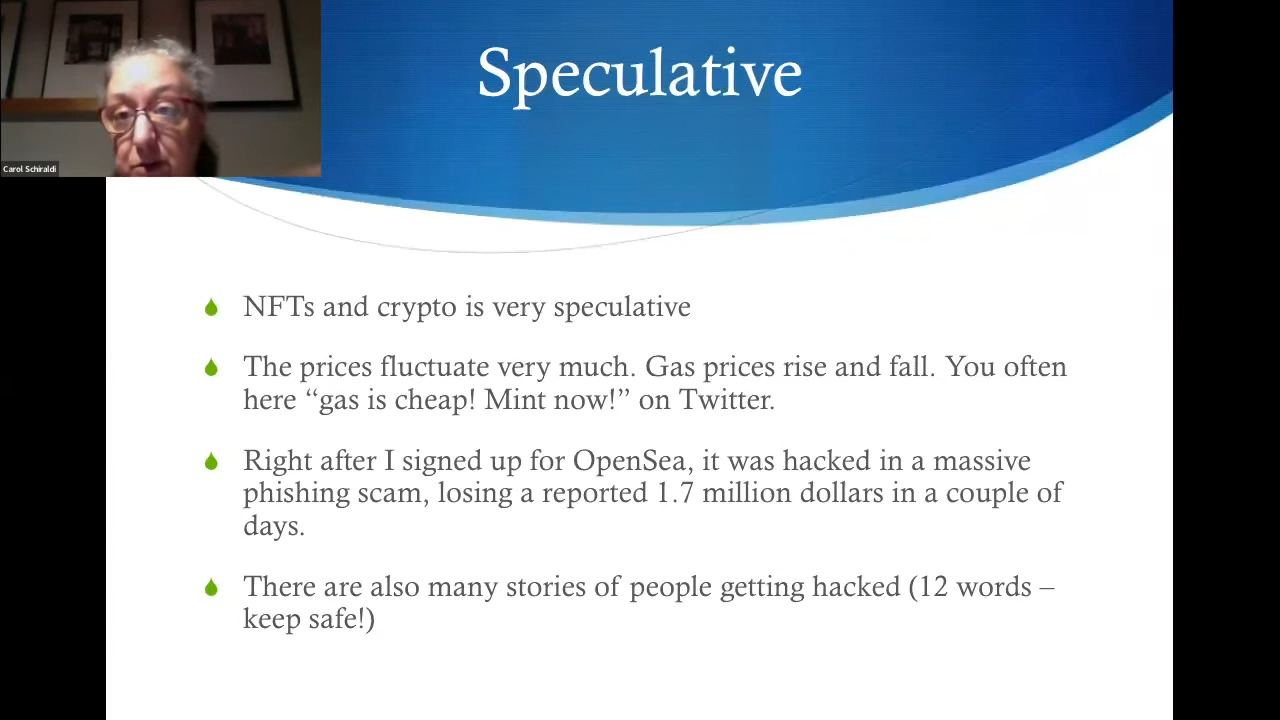 Carol Schiraldi
Speculative
NFTs and crypto is very speculative
The prices fluctuate very much. Gas prices rise and fall. You often
here “gas is cheap! Mint now!” on Twitter.
Right after I signed up for OpenSea, it was hacked in a massive
phishing scam, losing a reported 1.7 million dollars in a couple of
days.
There are also many stories of people getting hacked (12 words –
keep safe!)